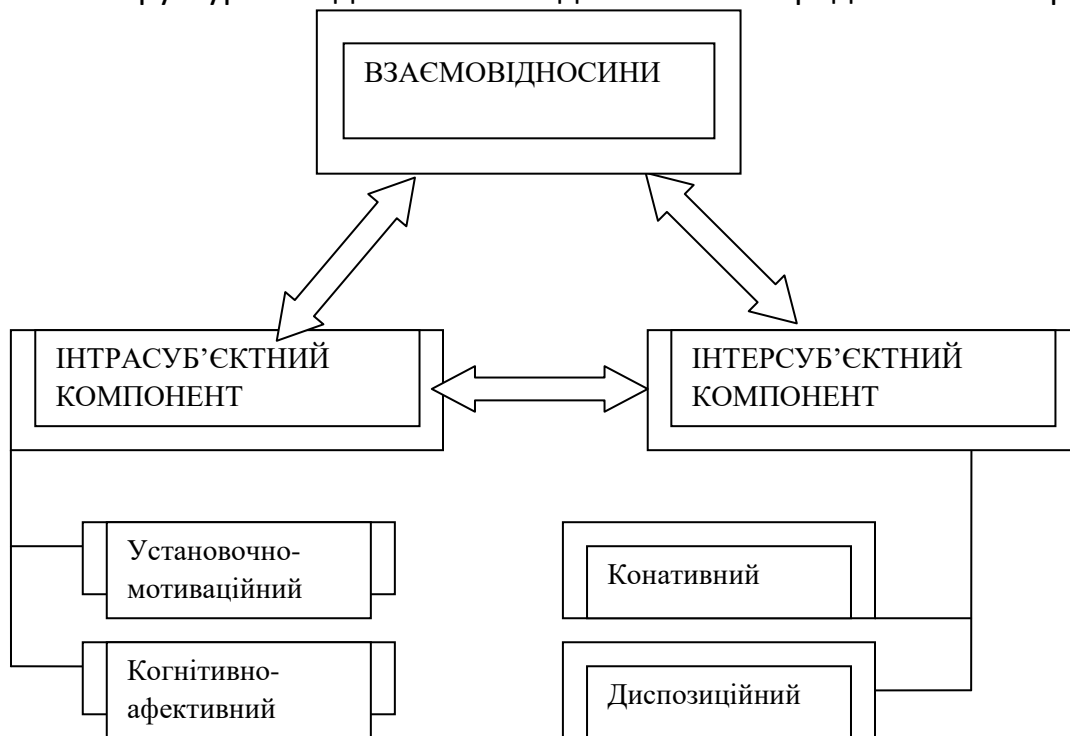 ВЗАЄМОВІДНОСИНИ
ІНТРАСУБ’ЄКТНИЙ
КОМПОНЕНТ
ІНТЕРСУБ’ЄКТНИЙ
КОМПОНЕНТ
Установочно-
мотиваційний
Конативний
Когнітивно-
афективний
Диспозиційний